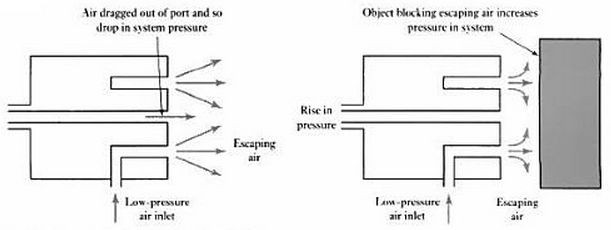 Air dragged out of port and so
drop in system pressure
Escaping
air
Low-pressure
air inlet
Object blocking escaping air increases
pressure in system
Rise in
pressure
Low-pressure
air inlet
Escaping
air